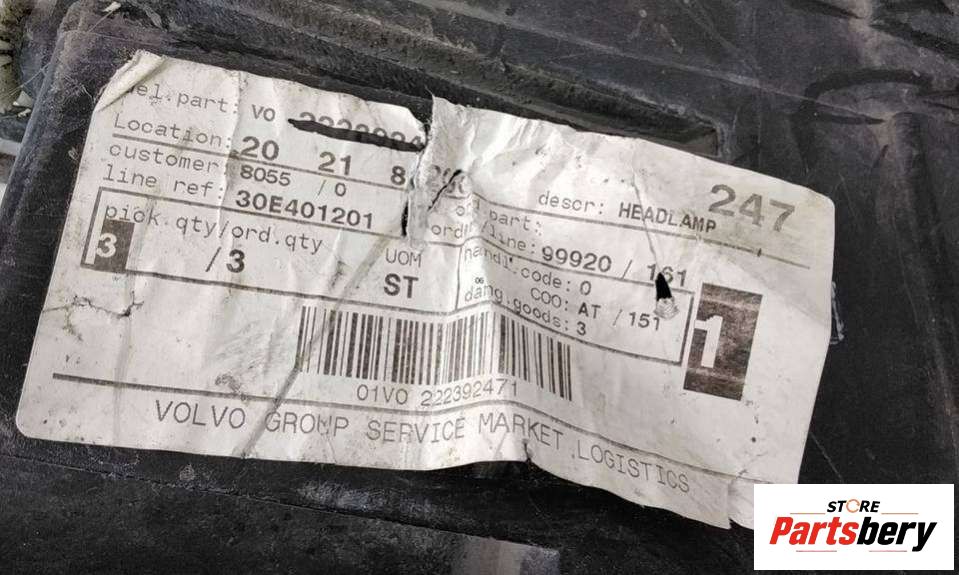 del.part: VO
247
Location: 20 21 8
descr: HEADLAMP
customer: 8055 / 0
part:
line ref: 30E401201
ord /line: 99920 / 161
pick.qty/ord.qty
UOM
handl.code: 0
3 / 3
ST
COO: AT / 151
06
dang.goods: 3
1
01VO 222392471
VOLVO GROUP SERVICE MARKET LOGISTICS
STORE
Partsbery